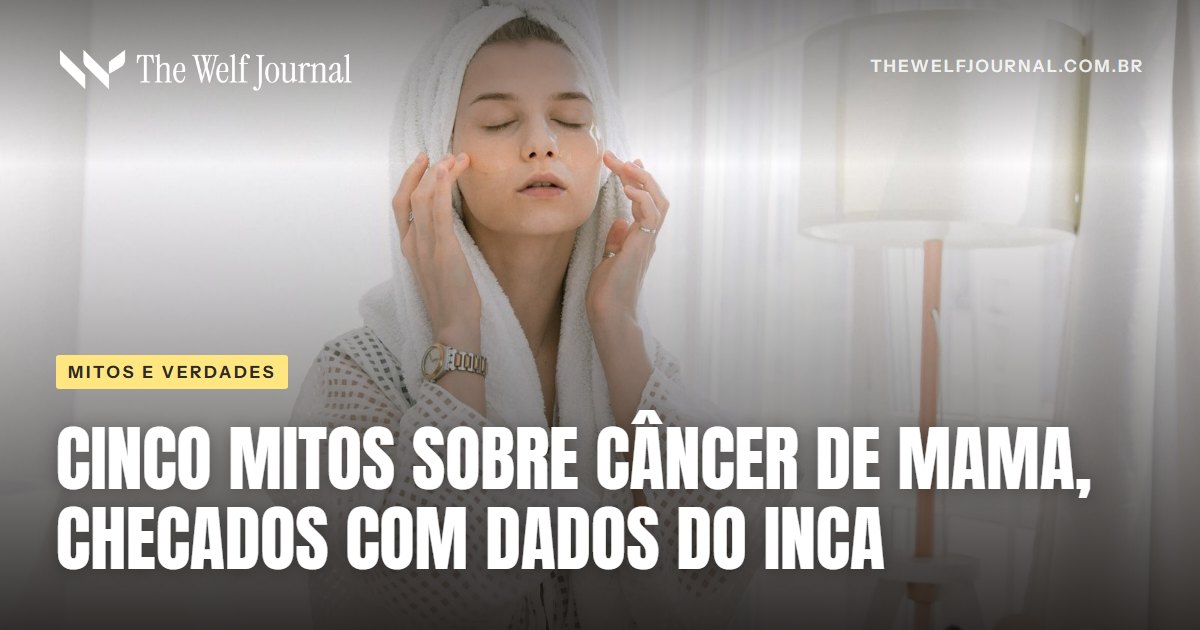 The Welf Journal
THEWELFJOURNAL.COM.BR
MITOS E VERDADES
CINCO MITOS SOBRE CÂNCER DE MAMA,
CHECADOS COM DADOS DO INCA